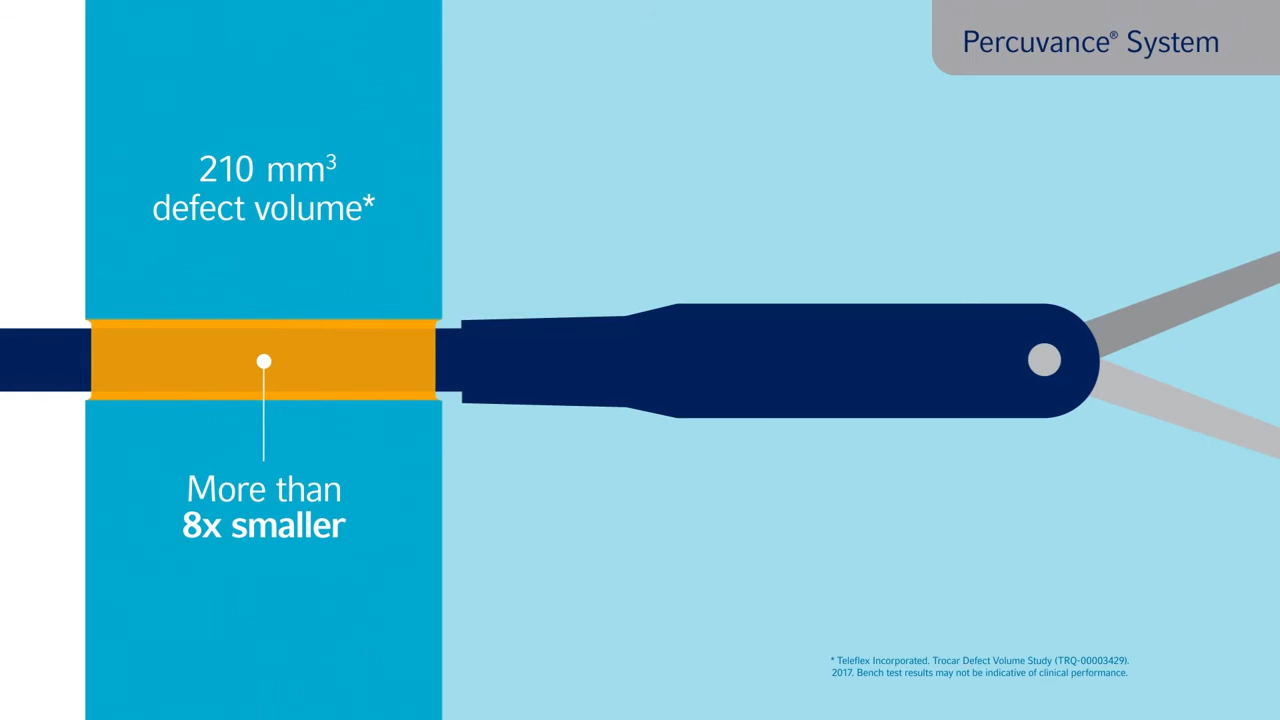 Percuvance® System
210 mm³
defect volume*
More than
8x smaller
* Teleflex Incorporated. Trocar Defect Volume Study (TRQ-00003429).
2017. Bench test results may not be indicative of clinical performance.